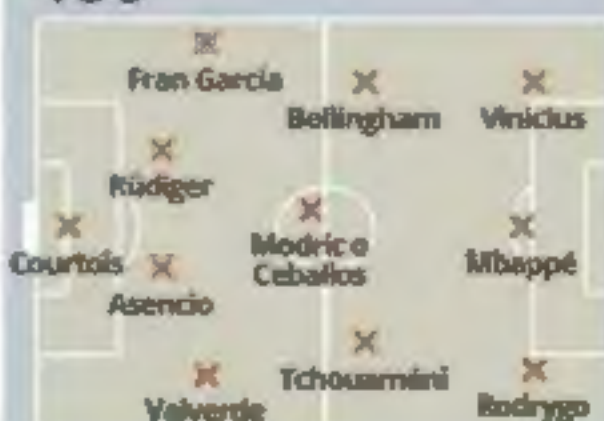 Fran García
Bellingham
Vinicius
Rüdiger
Courtois
Modric o
Ceballos
Mbappé
Asencio
Tchouaméni
Valverde
Rodrygo